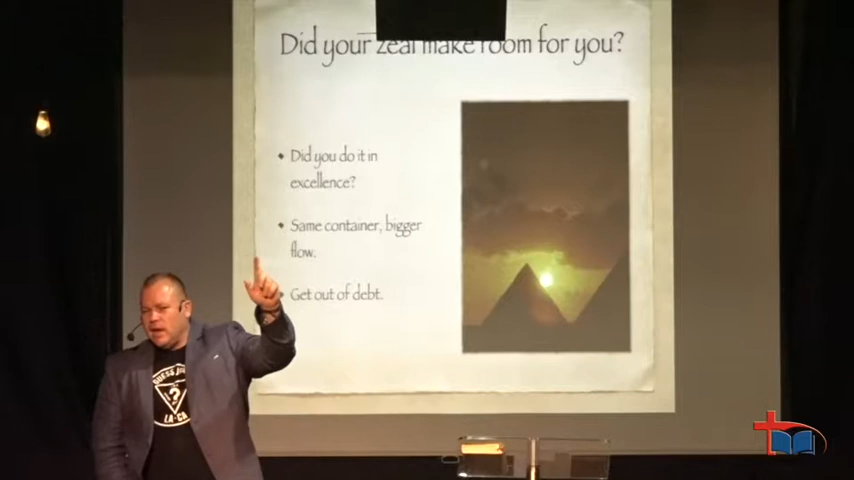 Did your zeal make room for you?
• Did you do it in
excellence?
• Same container, bigger
flow.
Get out of debt.
?